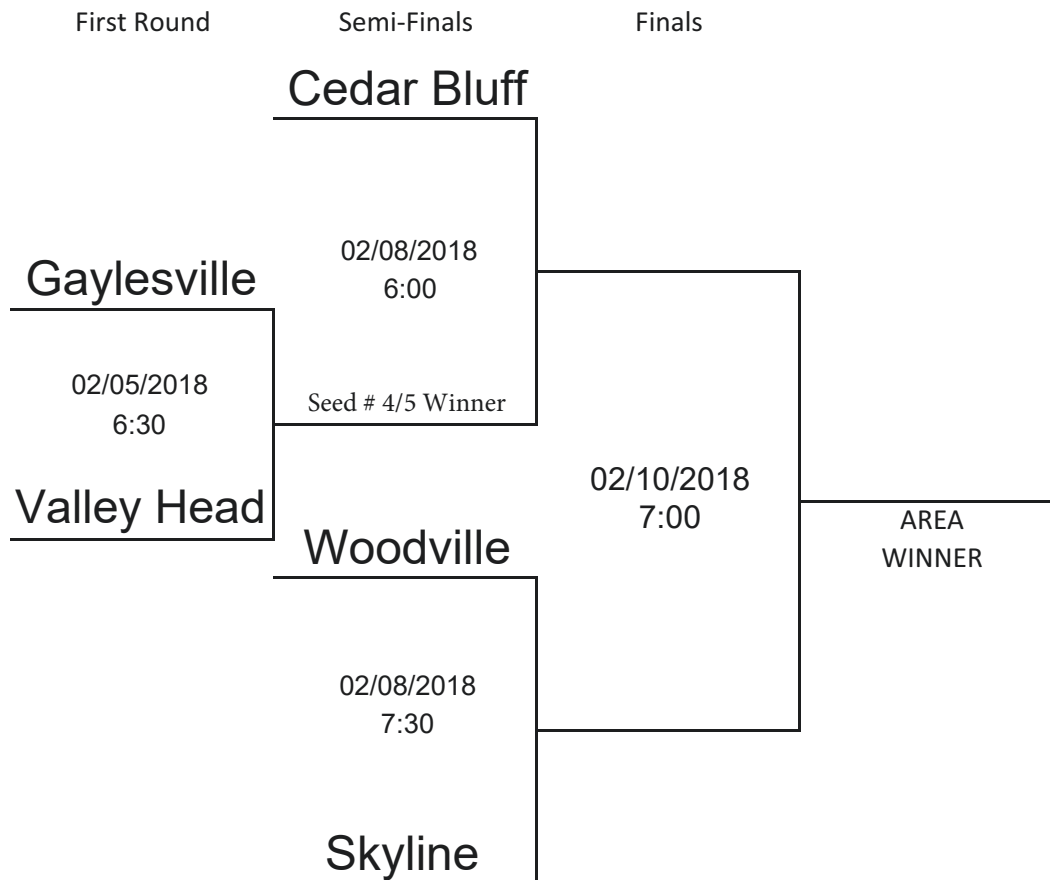 First Round
Semi-Finals
Finals
Cedar Bluff
02/08/2018
6:00
Gaylesville
02/05/2018
6:30
Seed # 4/5 Winner
Valley Head
02/10/2018
7:00
AREA
WINNER
Woodville
02/08/2018
7:30
Skyline